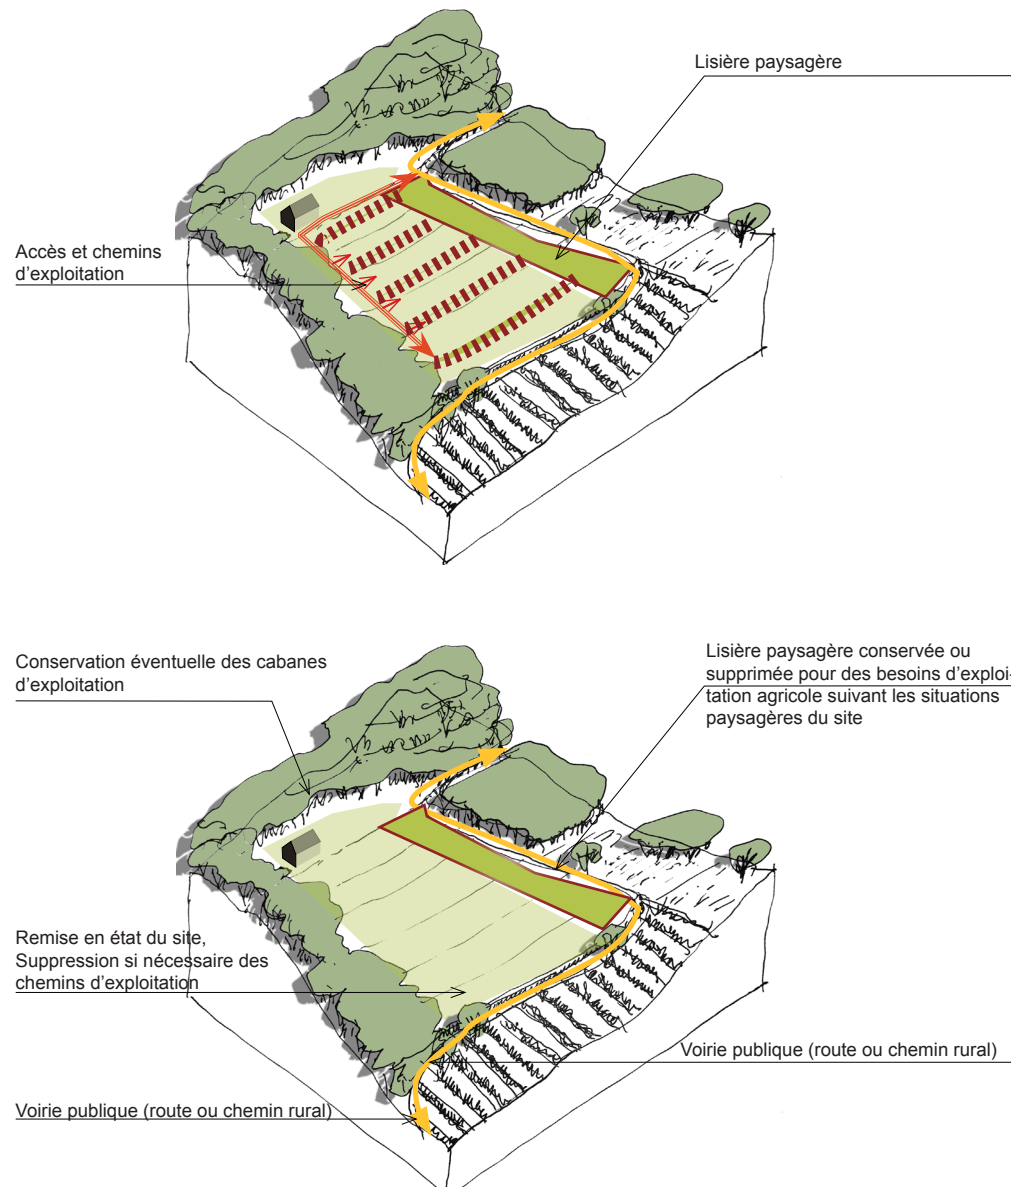 Lisière paysagère
Accès et chemins
d’exploitation
Conservation éventuelle des cabanes
d’exploitation
Lisière paysagère conservée ou
supprimée pour des besoins d’exploi-
tation agricole suivant les situations
paysagères du site
Remise en état du site,
Suppression si nécessaire des
chemins d’exploitation
Voirie publique (route ou chemin rural)
Voirie publique (route ou chemin rural)